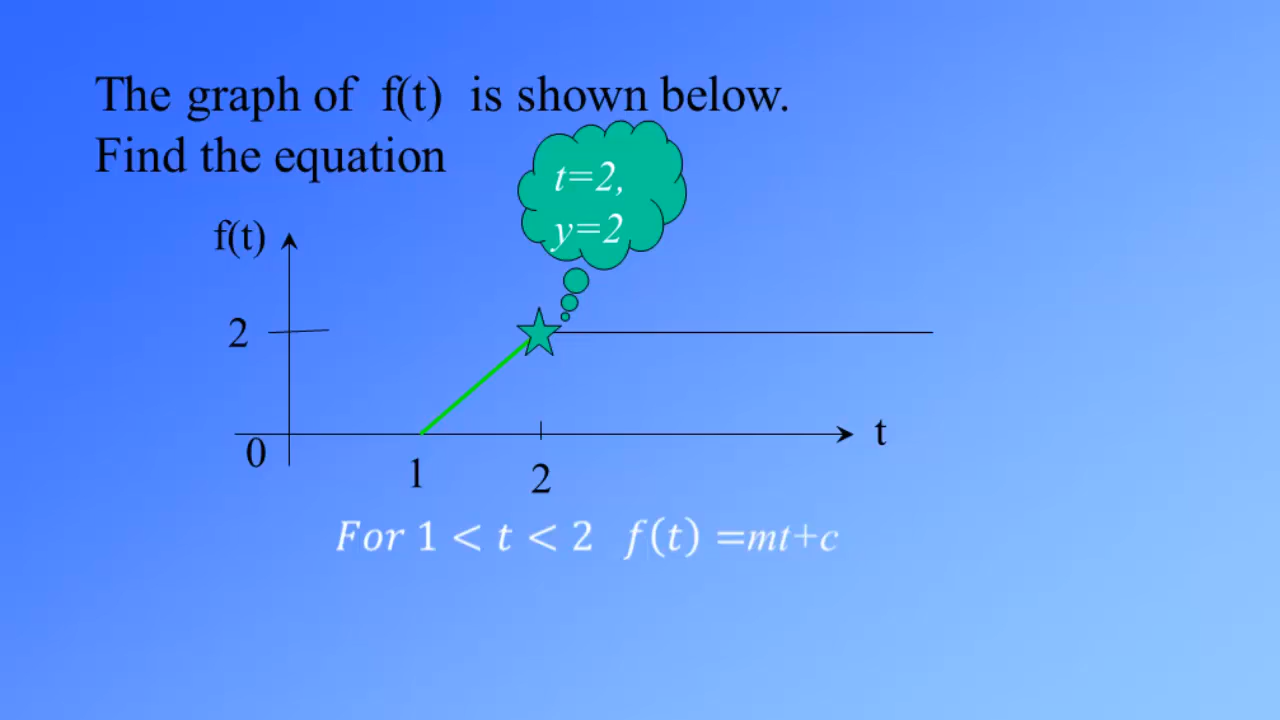 The graph of f(t) is shown below.
Find the equation
t=2,
y=2
f(t)
2
0
1
2
t
For 1 < t < 2 f(t) =mt+c